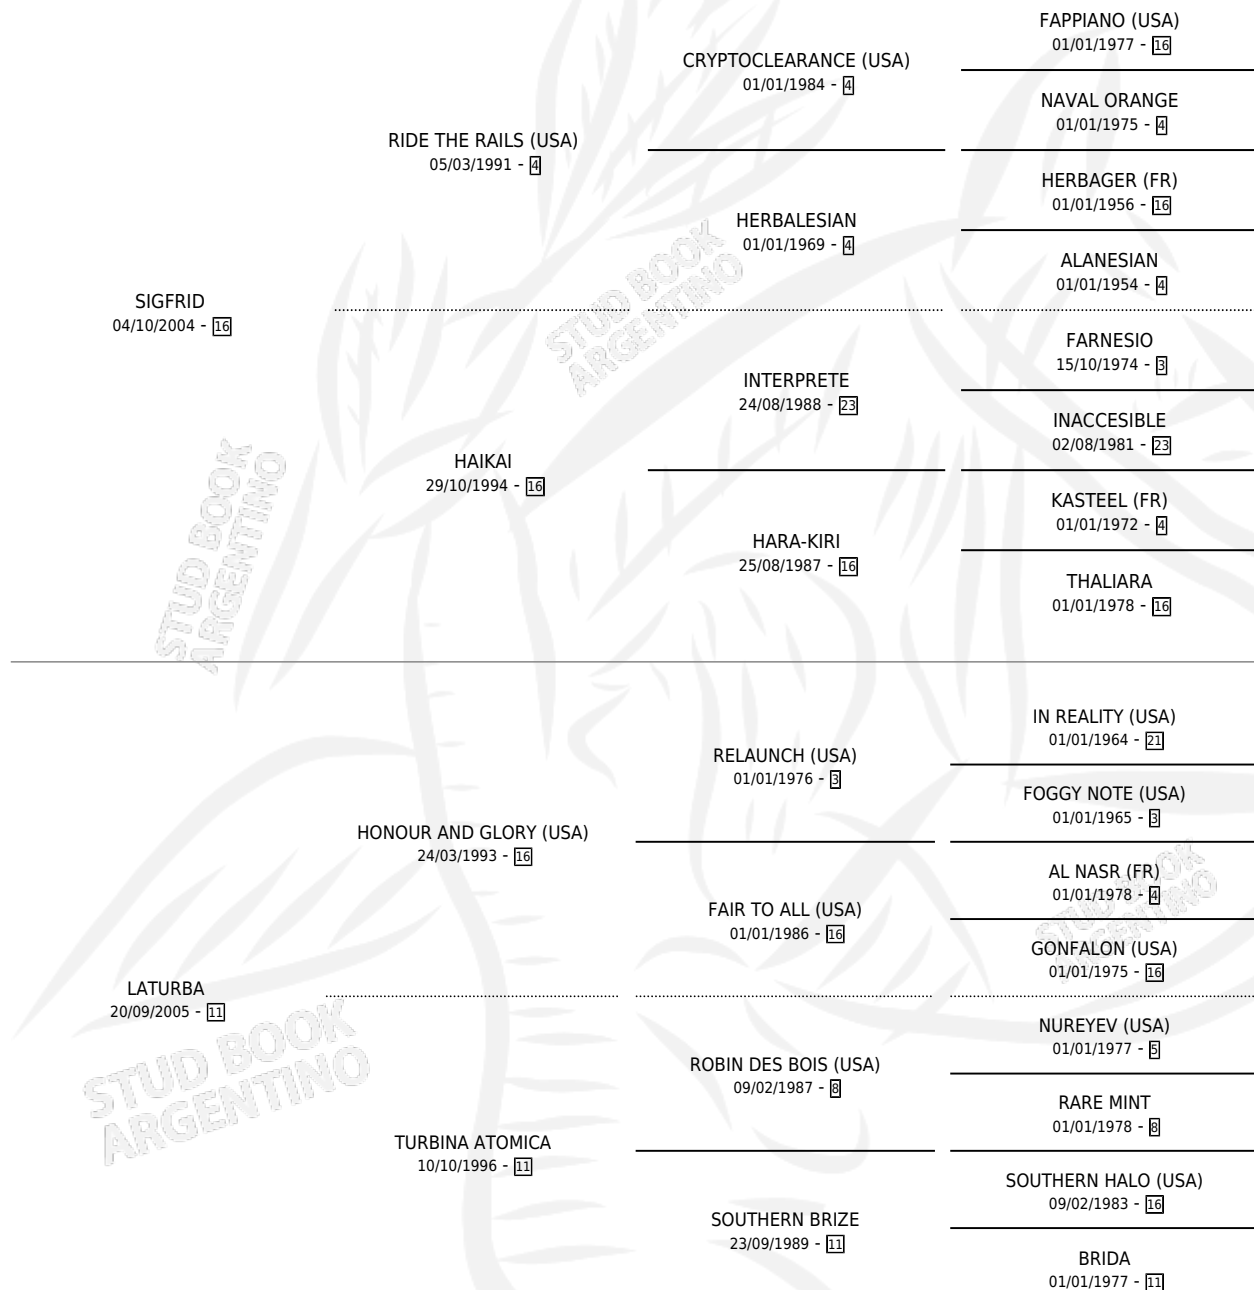 FAPPIANO (USA)
01/01/1977 - 16
CRYPTOCLEARANCE (USA)
01/01/1984 - 4
NAVAL ORANGE
01/01/1975 - 4
RIDE THE RAILS (USA)
05/03/1991 - 4
HERBAGER (FR)
01/01/1956 - 16
HERBALESIAN
01/01/1969 - 4
ALANESIAN
01/01/1954 - 4
SIGFRID
04/10/2004 - 16
STUD BOOK
ARGENTINO
FARNESIO
15/10/1974 - 3
INTERPRETE
24/08/1988 - 23
INACCESIBLE
02/08/1981 - 23
HAIKAI
29/10/1994 - 16
KASTEEL (FR)
01/01/1972 - 4
HARA-KIRI
25/08/1987 - 16
THALIARA
01/01/1978 - 16
STUD BOOK
ARGENTINO
IN REALITY (USA)
01/01/1964 - 21
RELAUNCH (USA)
01/01/1976 - 3
FOGGY NOTE (USA)
01/01/1965 - 3
HONOUR AND GLORY (USA)
24/03/1993 - 16
AL NASR (FR)
01/01/1978 - 4
FAIR TO ALL (USA)
01/01/1986 - 16
STUD BOOK
ARGENTINO
GONFALON (USA)
01/01/1975 - 16
LATURBA
20/09/2005 - 11
STUD BOOK
ARGENTINO
NUREYEV (USA)
01/01/1977 - 5
ROBIN DES BOIS (USA)
09/02/1987 - 8
RARE MINT
01/01/1978 - 8
TURBINA ATOMICA
10/10/1996 - 11
SOUTHERN HALO (USA)
09/02/1983 - 16
SOUTHERN BRIZE
23/09/1989 - 11
BRIDA
01/01/1977 - 11